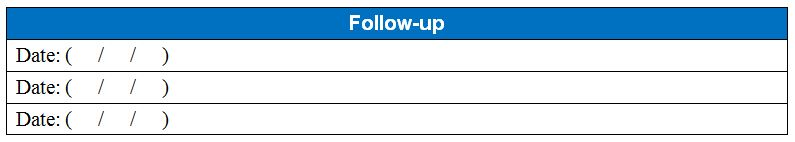 Follow-up
Date: (    /    /    )
Date: (    /    /    )
Date: (    /    /    )